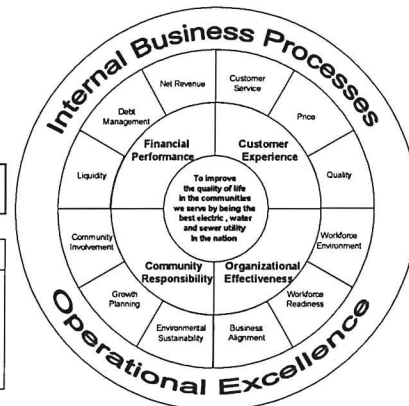 Internal Business Processes
Net Revenue
Customer
Service
Debt
Management
Price
Financial
Performance
Customer
Experience
Liquidity
Quality
To improve
the quality of life
in the communities
we serve by being the
best electric, water
and sewer utility
in the nation
Community
Involvement
Workforce
Environment
Community
Responsibility
Organizational
Effectiveness
Growth
Planning
Workforce
Readiness
Environmental
Sustainability
Business
Alignment
Operational Excellence